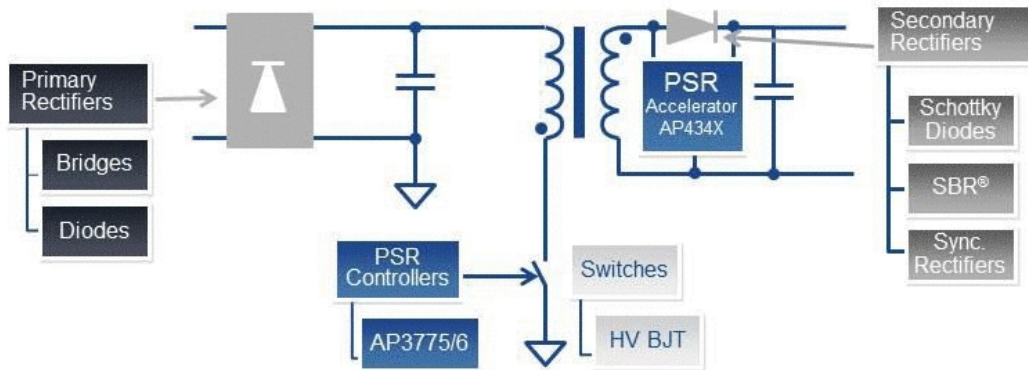 Primary
Rectifiers
Bridges
Diodes
PSR
Accelerator
AP434X
Secondary
Rectifiers
Schottky
Diodes
SBR®
Sync.
Rectifiers
PSR
Controllers
AP3775/6
Switches
HV BJT